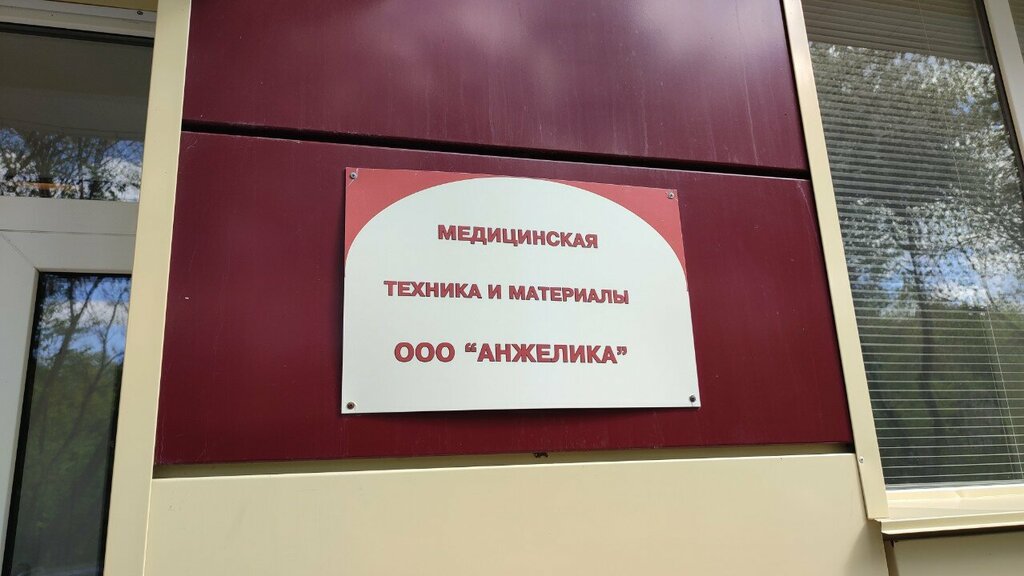 МЕДИЦИНСКАЯ
ТЕХНИКА И МАТЕРИАЛЫ
ООО “АНЖЕЛИКА”